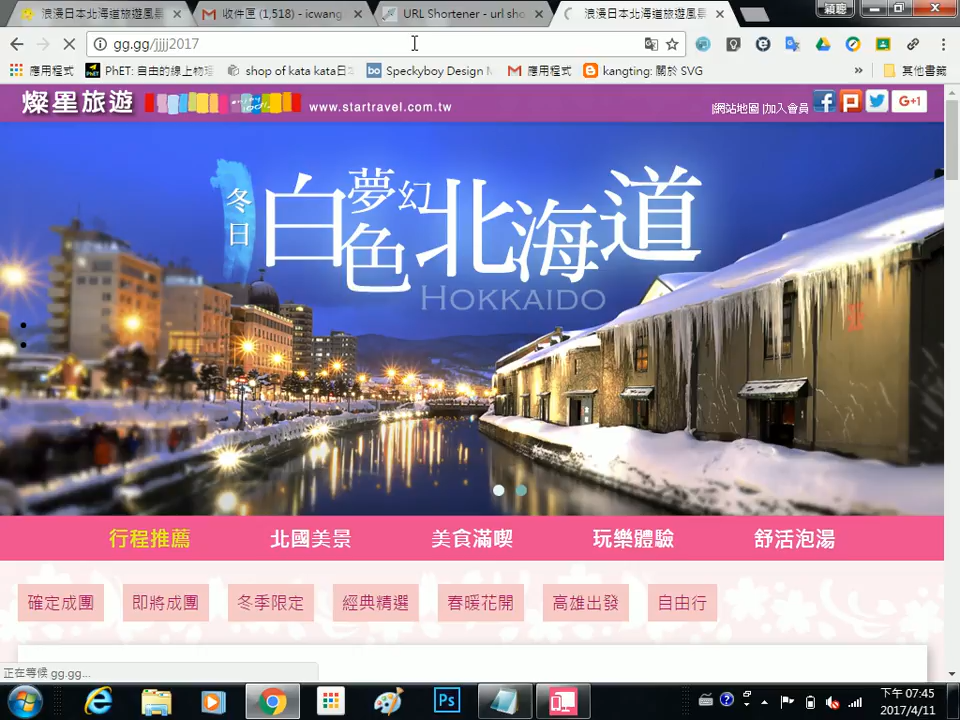 浪漫日本北海道旅遊風景
收件匣 (1,518) - icwang
URL Shortener - url sho
浪漫日本北海道旅遊風景
穎聰
gg.gg/jjjj2017
應用程式
PhET: 自由的線上物理
shop of kata kata日本
Speckyboy Design M
應用程式
kangting: 關於 SVG
»
其他書籤
燦星旅遊
www.startravel.com.tw
|網站地圖 |加入會員
G+1
冬日
白色夢幻北海道
HOKKAIDO
行程推薦
北國美景
美食滿喫
玩樂體驗
舒活泡湯
確定成團
即將成團
冬季限定
經典精選
春暖花開
高雄出發
自由行
正在等候 gg.gg...
Ps
下午 07:45
2017/4/11